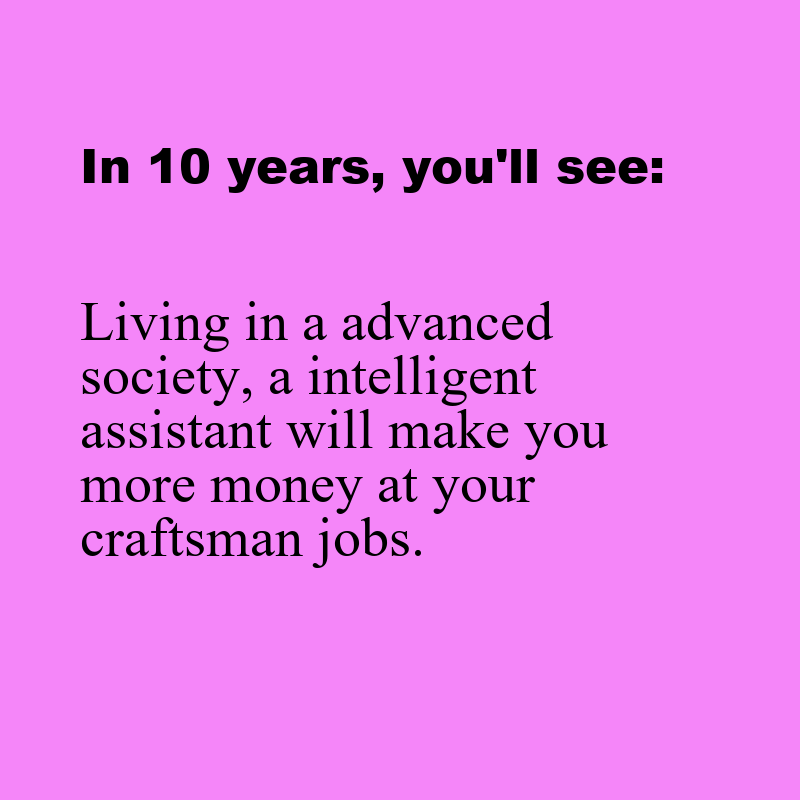 In 10 years, you'll see:
Living in a advanced
society, a intelligent
assistant will make you
more money at your
craftsman jobs.